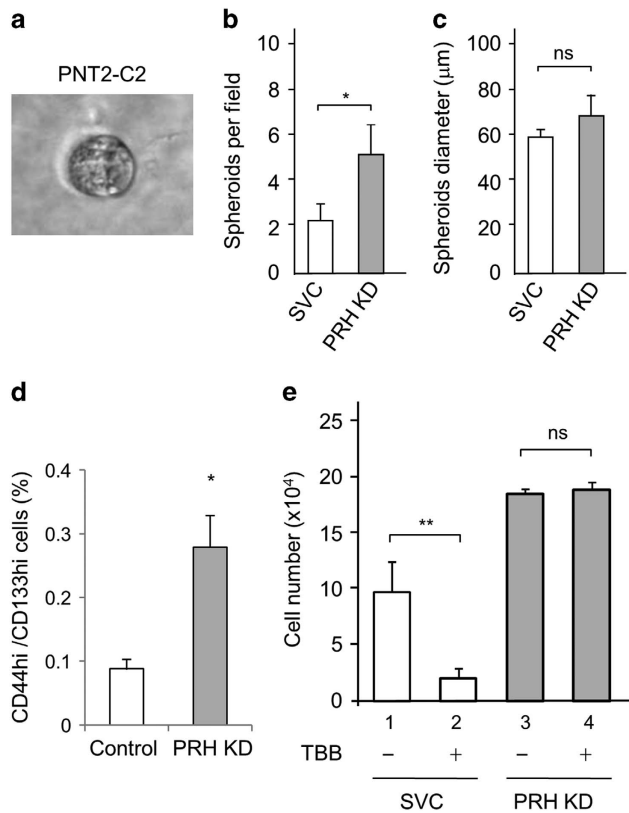 a
PNT2-C2
b
Spheroids per field
10
8
6
4
2
0
*
SVC
PRH KD
c
Spheroids diameter (μm)
100
80
60
40
20
0
ns
SVC
PRH KD
d
CD44hi /CD133hi cells (%)
0.4
0.3
0.2
0.1
0
*
Control PRH KD
e
Cell number (x10⁴)
25
20
15
10
5
0
**
ns
1 2 3 4
TBB − + − +
SVC PRH KD